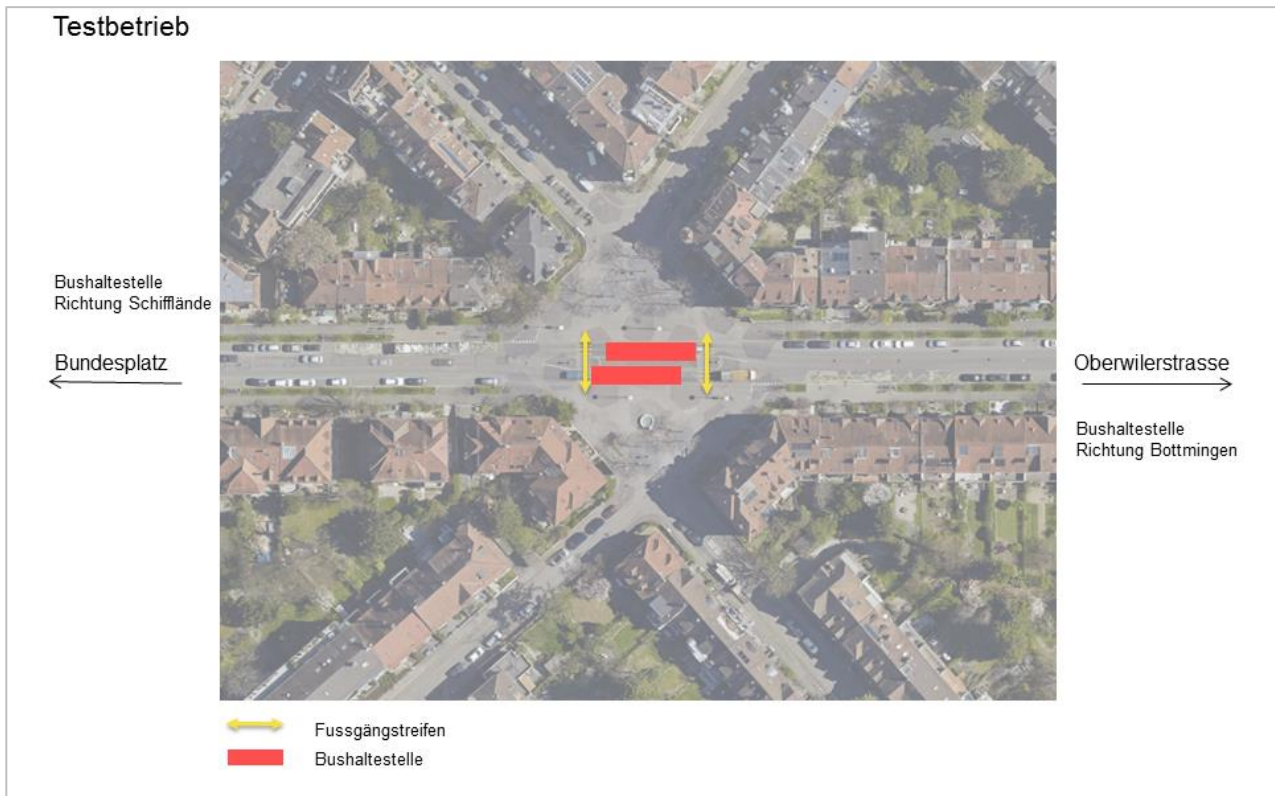 Testbetrieb
Bushaltestelle
Richtung Schifflände
Bundesplatz
Oberwilerstrasse
Bushaltestelle
Richtung Bottmingen
Fussgängstreifen
Bushaltestelle